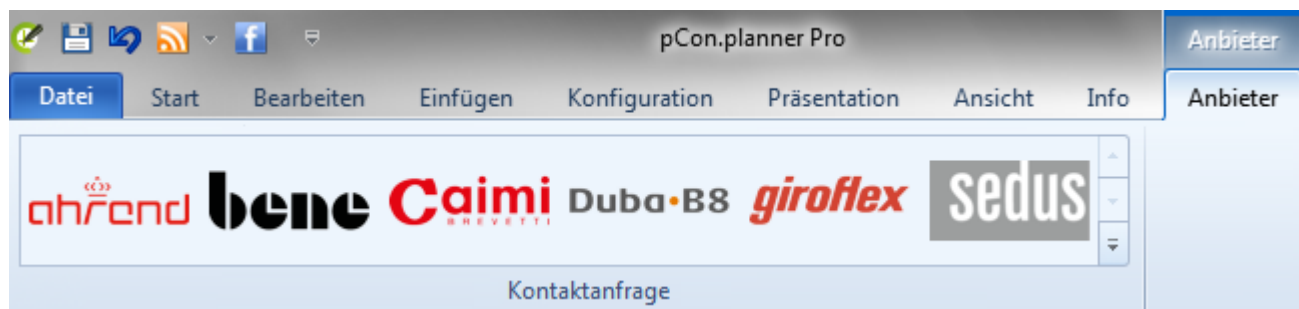 pCon.planner Pro
Anbieter
Datei Start Bearbeiten Einfügen Konfiguration Präsentation Ansicht Info Anbieter
ahrend bene Caimi BREVETTI Duba•B8 giroflex sedus
Kontaktanfrage